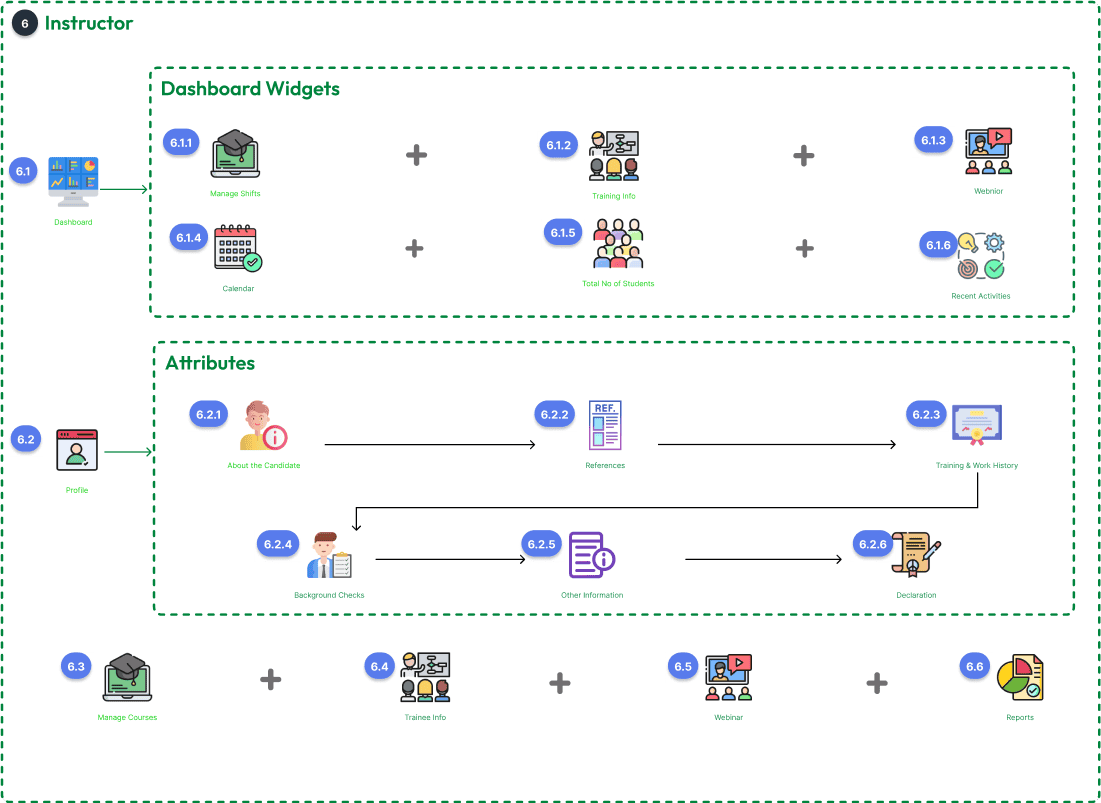 6 Instructor
Dashboard Widgets
6.1.1
6.1.2
6.1.3
6.1
Manage Shifts
Training Info
Webnior
Dashboard
6.1.4
6.1.5
6.1.6
Calendar
Total No of Students
Recent Activities
Attributes
6.2.1
6.2.2
REF.
6.2.3
6.2
About the Candidate
References
Training & Work History
Profile
6.2.4
6.2.5
6.2.6
Background Checks
Other Information
Declaration
6.3
6.4
6.5
6.6
Manage Courses
Trainee Info
Webinar
Reports